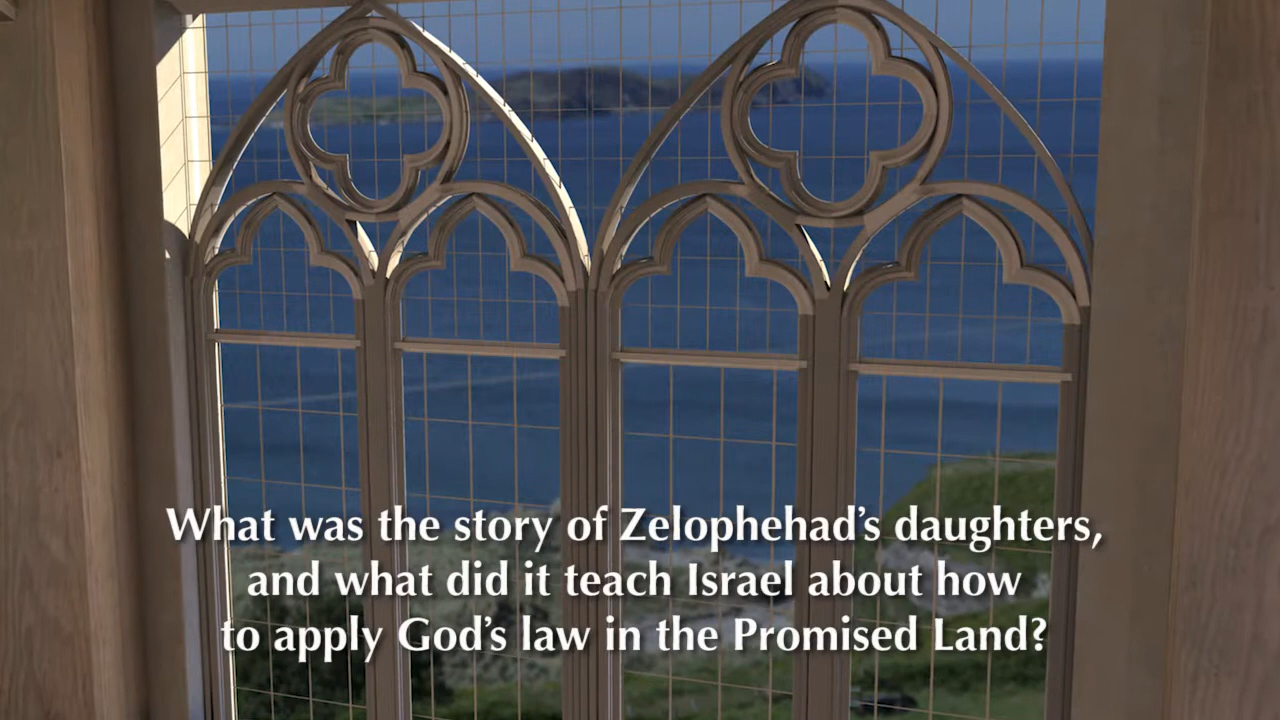 What was the story of Zelophehad's daughters,
and what did it teach Israel about how
to apply God's law in the Promised Land?